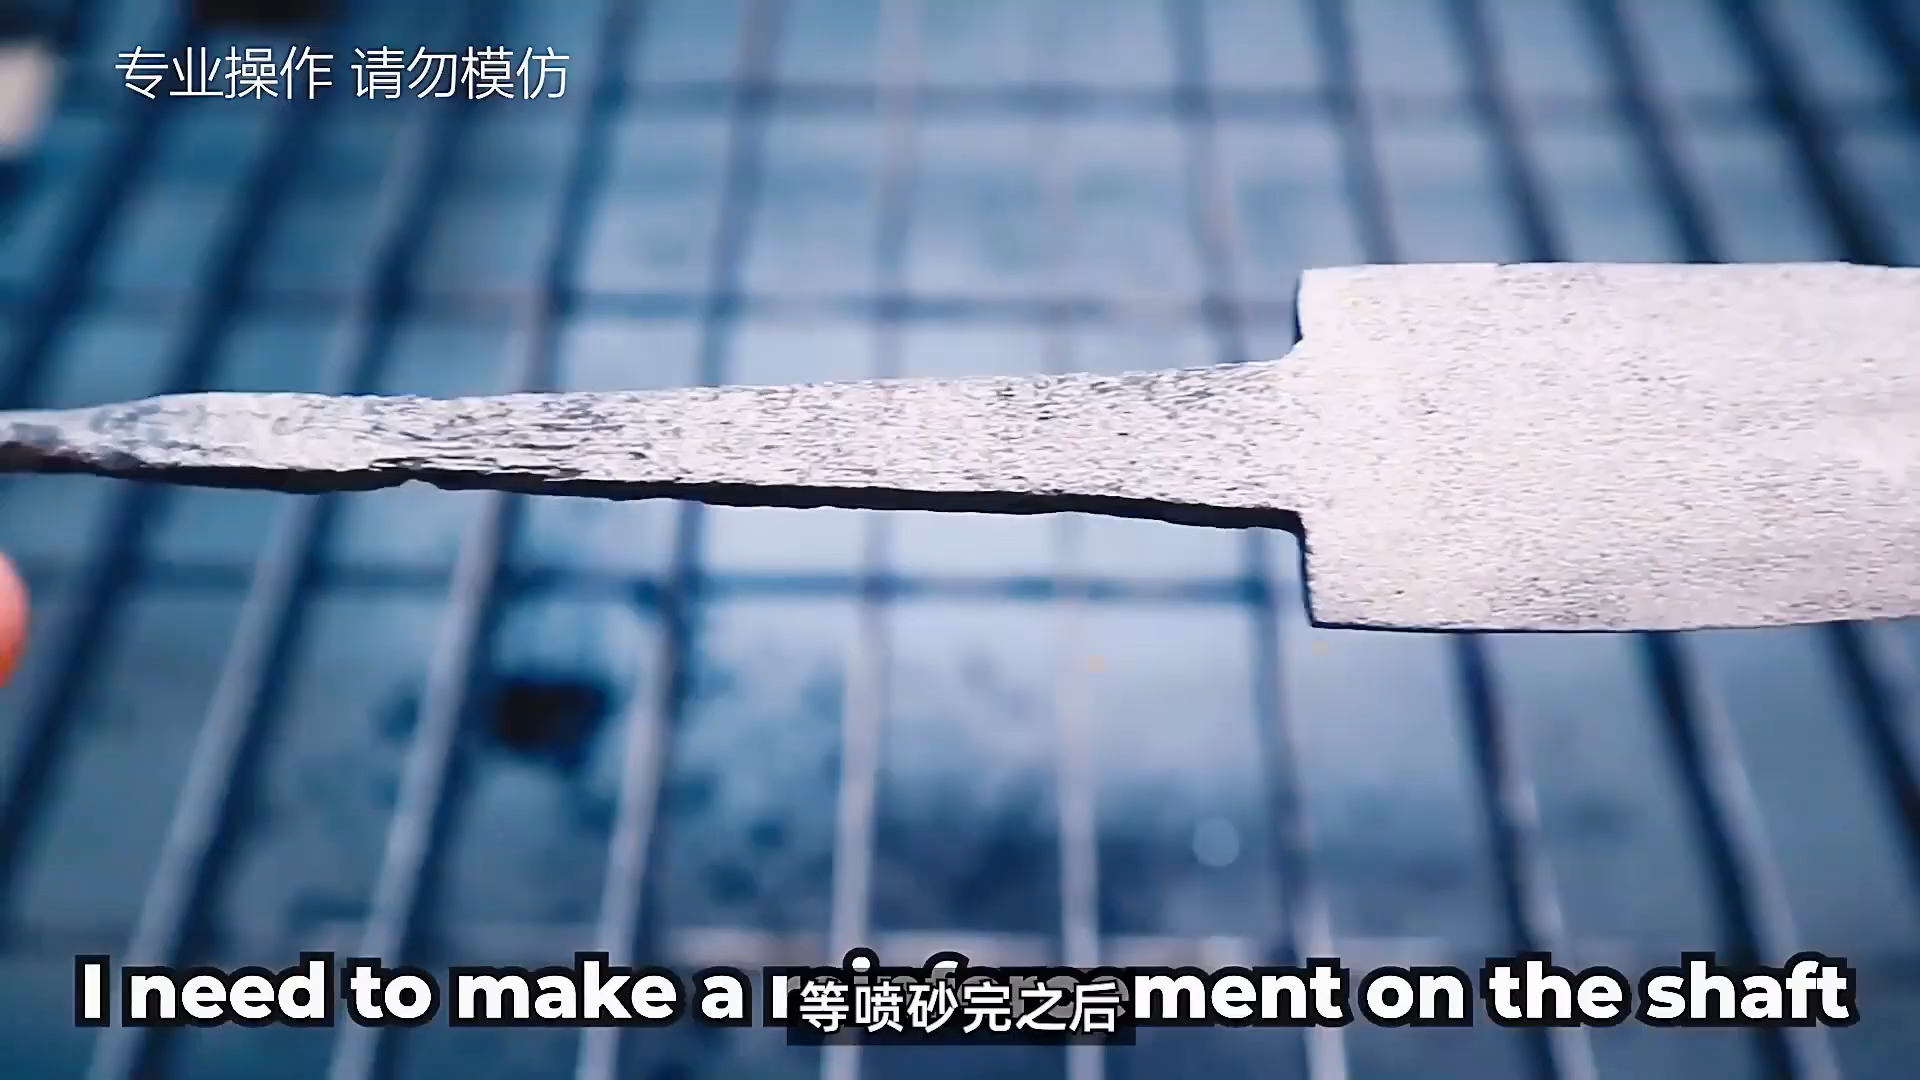 专业操作 请勿模仿
I need to make a reinforcement on the shaft
等喷砂完之后